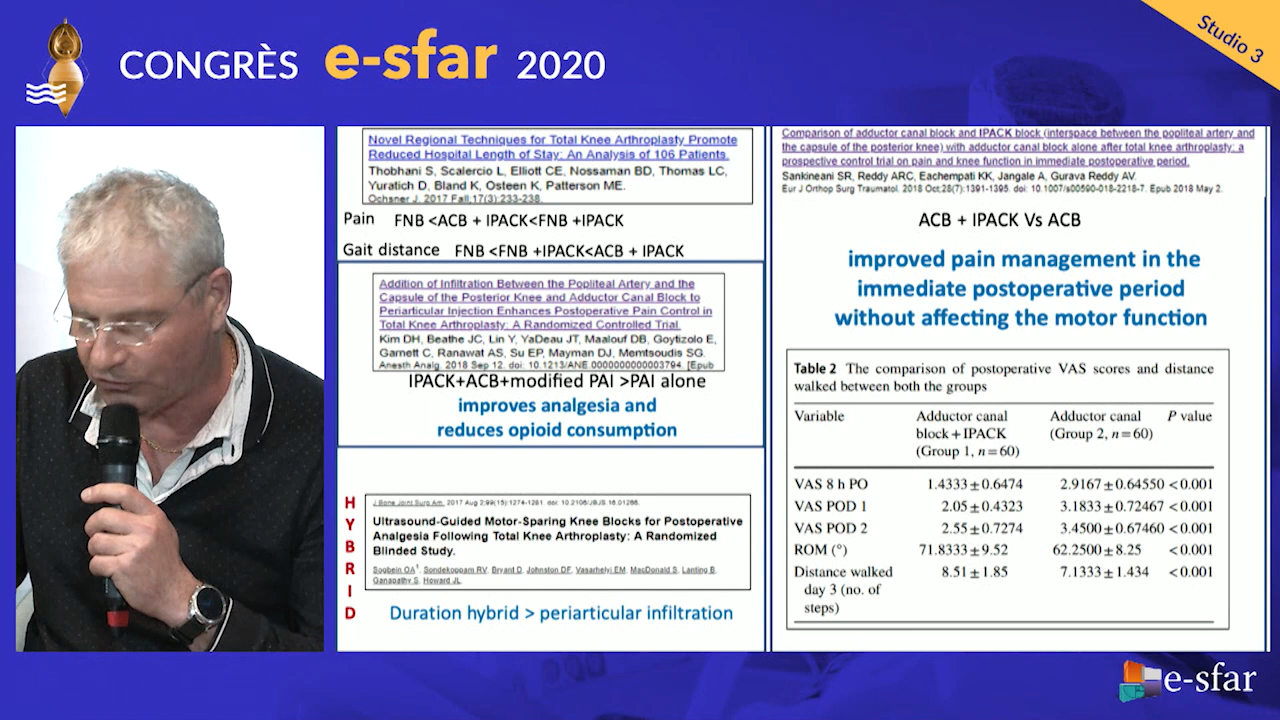 CONGRÈS e-sfar 2020
Studio 3
Novel Regional Techniques for Total Knee Arthroplasty Promote
Reduced Hospital Length of Stay: An Analysis of 106 Patients.
Thobhani S, Scalercio L, Elliott CE, Nossaman BD, Thomas LC,
Yuratich D, Bland K, Osteen K, Patterson ME.
Ochsner J. 2017 Fall;17(3):233-238.
Pain FNB <ACB + IPACK<FNB +IPACK
Gait distance FNB <FNB +IPACK<ACB + IPACK
Addition of Infiltration Between the Popliteal Artery and the
Capsule of the Posterior Knee and Adductor Canal Block to
Periarticular Injection Enhances Postoperative Pain Control in
Total Knee Arthroplasty: A Randomized Controlled Trial.
Kim DH, Beathe JC, Lin Y, YaDeau JT, Maalouf DB, Goytizolo E,
Garnett C, Ranawat AS, Su EP, Mayman DJ, Memtsoudis SG.
Anesth Analg. 2018 Sep 12. doi: 10.1213/ANE.0000000000003794. [Epub
IPACK+ACB+modified PAI >PAI alone
improves analgesia and
reduces opioid consumption
HYBRID
J Bone Joint Surg Am. 2017 Aug 2;99(15):1274-1281. doi: 10.2106/JBJS.16.01266.
Ultrasound-Guided Motor-Sparing Knee Blocks for Postoperative
Analgesia Following Total Knee Arthroplasty: A Randomized
Blinded Study.
Sogbein OA1, Sondekoppam RV, Bryant D, Johnston DF, Vasarhelyi EM, MacDonald S, Lanting B,
Ganapathy S, Howard JL.
Duration hybrid > periarticular infiltration
Comparison of adductor canal block and IPACK block (interspace between the popliteal artery and
the capsule of the posterior knee) with adductor canal block alone after total knee arthroplasty: a
prospective control trial on pain and knee function in immediate postoperative period.
Sankineani SR, Reddy ARC, Eachempati KK, Jangale A, Gurava Reddy AV.
Eur J Orthop Surg Traumatol. 2018 Oct;28(7):1391-1395. doi: 10.1007/s00590-018-2218-7. Epub 2018 May 2.
ACB + IPACK Vs ACB
improved pain management in the
immediate postoperative period
without affecting the motor function
Table 2 The comparison of postoperative VAS scores and distance
walked between both the groups
Variable Adductor canal Adductor canal P value
block + IPACK (Group 2, n = 60)
(Group 1, n = 60)
VAS 8 h PO 1.4333 ± 0.6474 2.9167 ± 0.64550 <0.001
VAS POD 1 2.05 ± 0.4323 3.1833 ± 0.72467 <0.001
VAS POD 2 2.55 ± 0.7274 3.4500 ± 0.67460 <0.001
ROM (°) 71.8333 ± 9.52 62.2500 ± 8.25 <0.001
Distance walked 8.51 ± 1.85 7.1333 ± 1.434 <0.001
day 3 (no. of
steps)
e-sfar